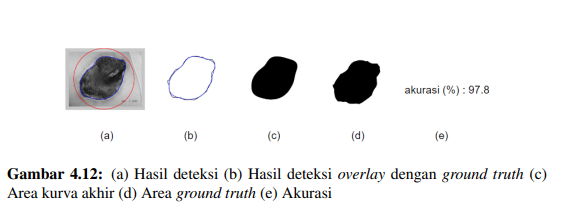 akurasi (%) : 97.8
(a) (b) (c) (d) (e)
Gambar 4.12: (a) Hasil deteksi (b) Hasil deteksi overlay dengan ground truth (c)
Area kurva akhir (d) Area ground truth (e) Akurasi